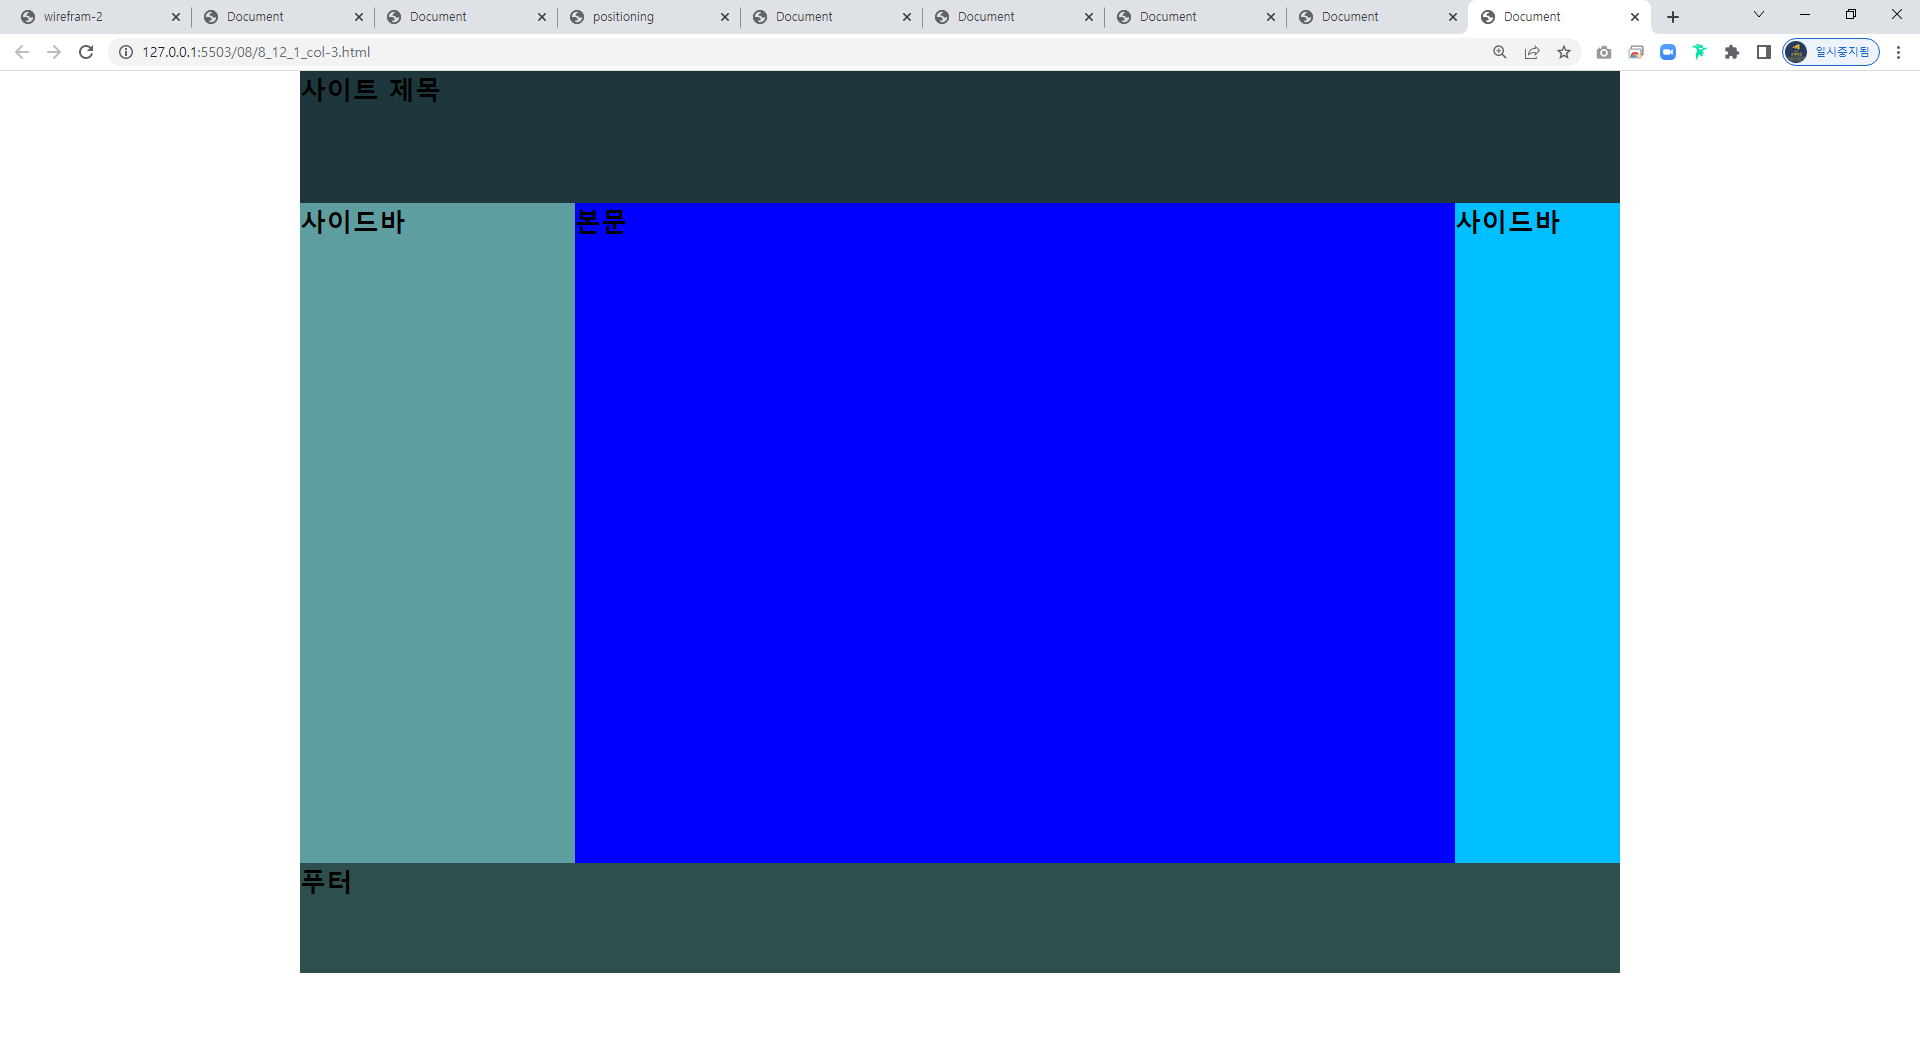 wirefram-2 Document Document positioning Document Document Document Document Document
127.0.0.1:5503/08/8_12_1_col-3.html 일시중지됨
사이트 제목
사이드바 본문 사이드바
푸터